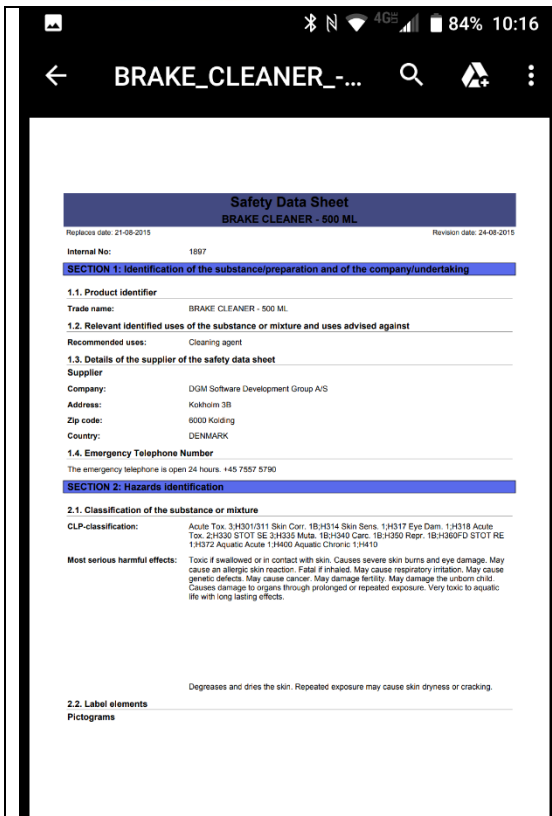 4G 84% 10:16
BRAKE_CLEANER_-...
Safety Data Sheet
BRAKE CLEANER - 500 ML
Replaces date: 21-08-2015 Revision date: 24-08-2015
Internal No: 1897
SECTION 1: Identification of the substance/preparation and of the company/undertaking
1.1. Product identifier
Trade name: BRAKE CLEANER - 500 ML
1.2. Relevant identified uses of the substance or mixture and uses advised against
Recommended uses: Cleaning agent
1.3. Details of the supplier of the safety data sheet
Supplier
Company: DGM Software Development Group A/S
Address: Kokholm 3B
Zip code: 6000 Kolding
Country: DENMARK
1.4. Emergency Telephone Number
The emergency telephone is open 24 hours. +45 7557 5790
SECTION 2: Hazards identification
2.1. Classification of the substance or mixture
CLP-classification: Acute Tox. 3;H301/311 Skin Corr. 1B;H314 Skin Sens. 1;H317 Eye Dam. 1;H318 Acute
Tox. 2;H330 STOT SE 3;H335 Muta. 1B;H340 Carc. 1B;H350 Repr. 1B;H360FD STOT RE
1;H372 Aquatic Acute 1;H400 Aquatic Chronic 1;H410
Most serious harmful effects: Toxic if swallowed or in contact with skin. Causes severe skin burns and eye damage. May
cause an allergic skin reaction. Fatal if inhaled. May cause respiratory irritation. May cause
genetic defects. May cause cancer. May damage fertility. May damage the unborn child.
Causes damage to organs through prolonged or repeated exposure. Very toxic to aquatic
life with long lasting effects.
Degreases and dries the skin. Repeated exposure may cause skin dryness or cracking.
2.2. Label elements
Pictograms